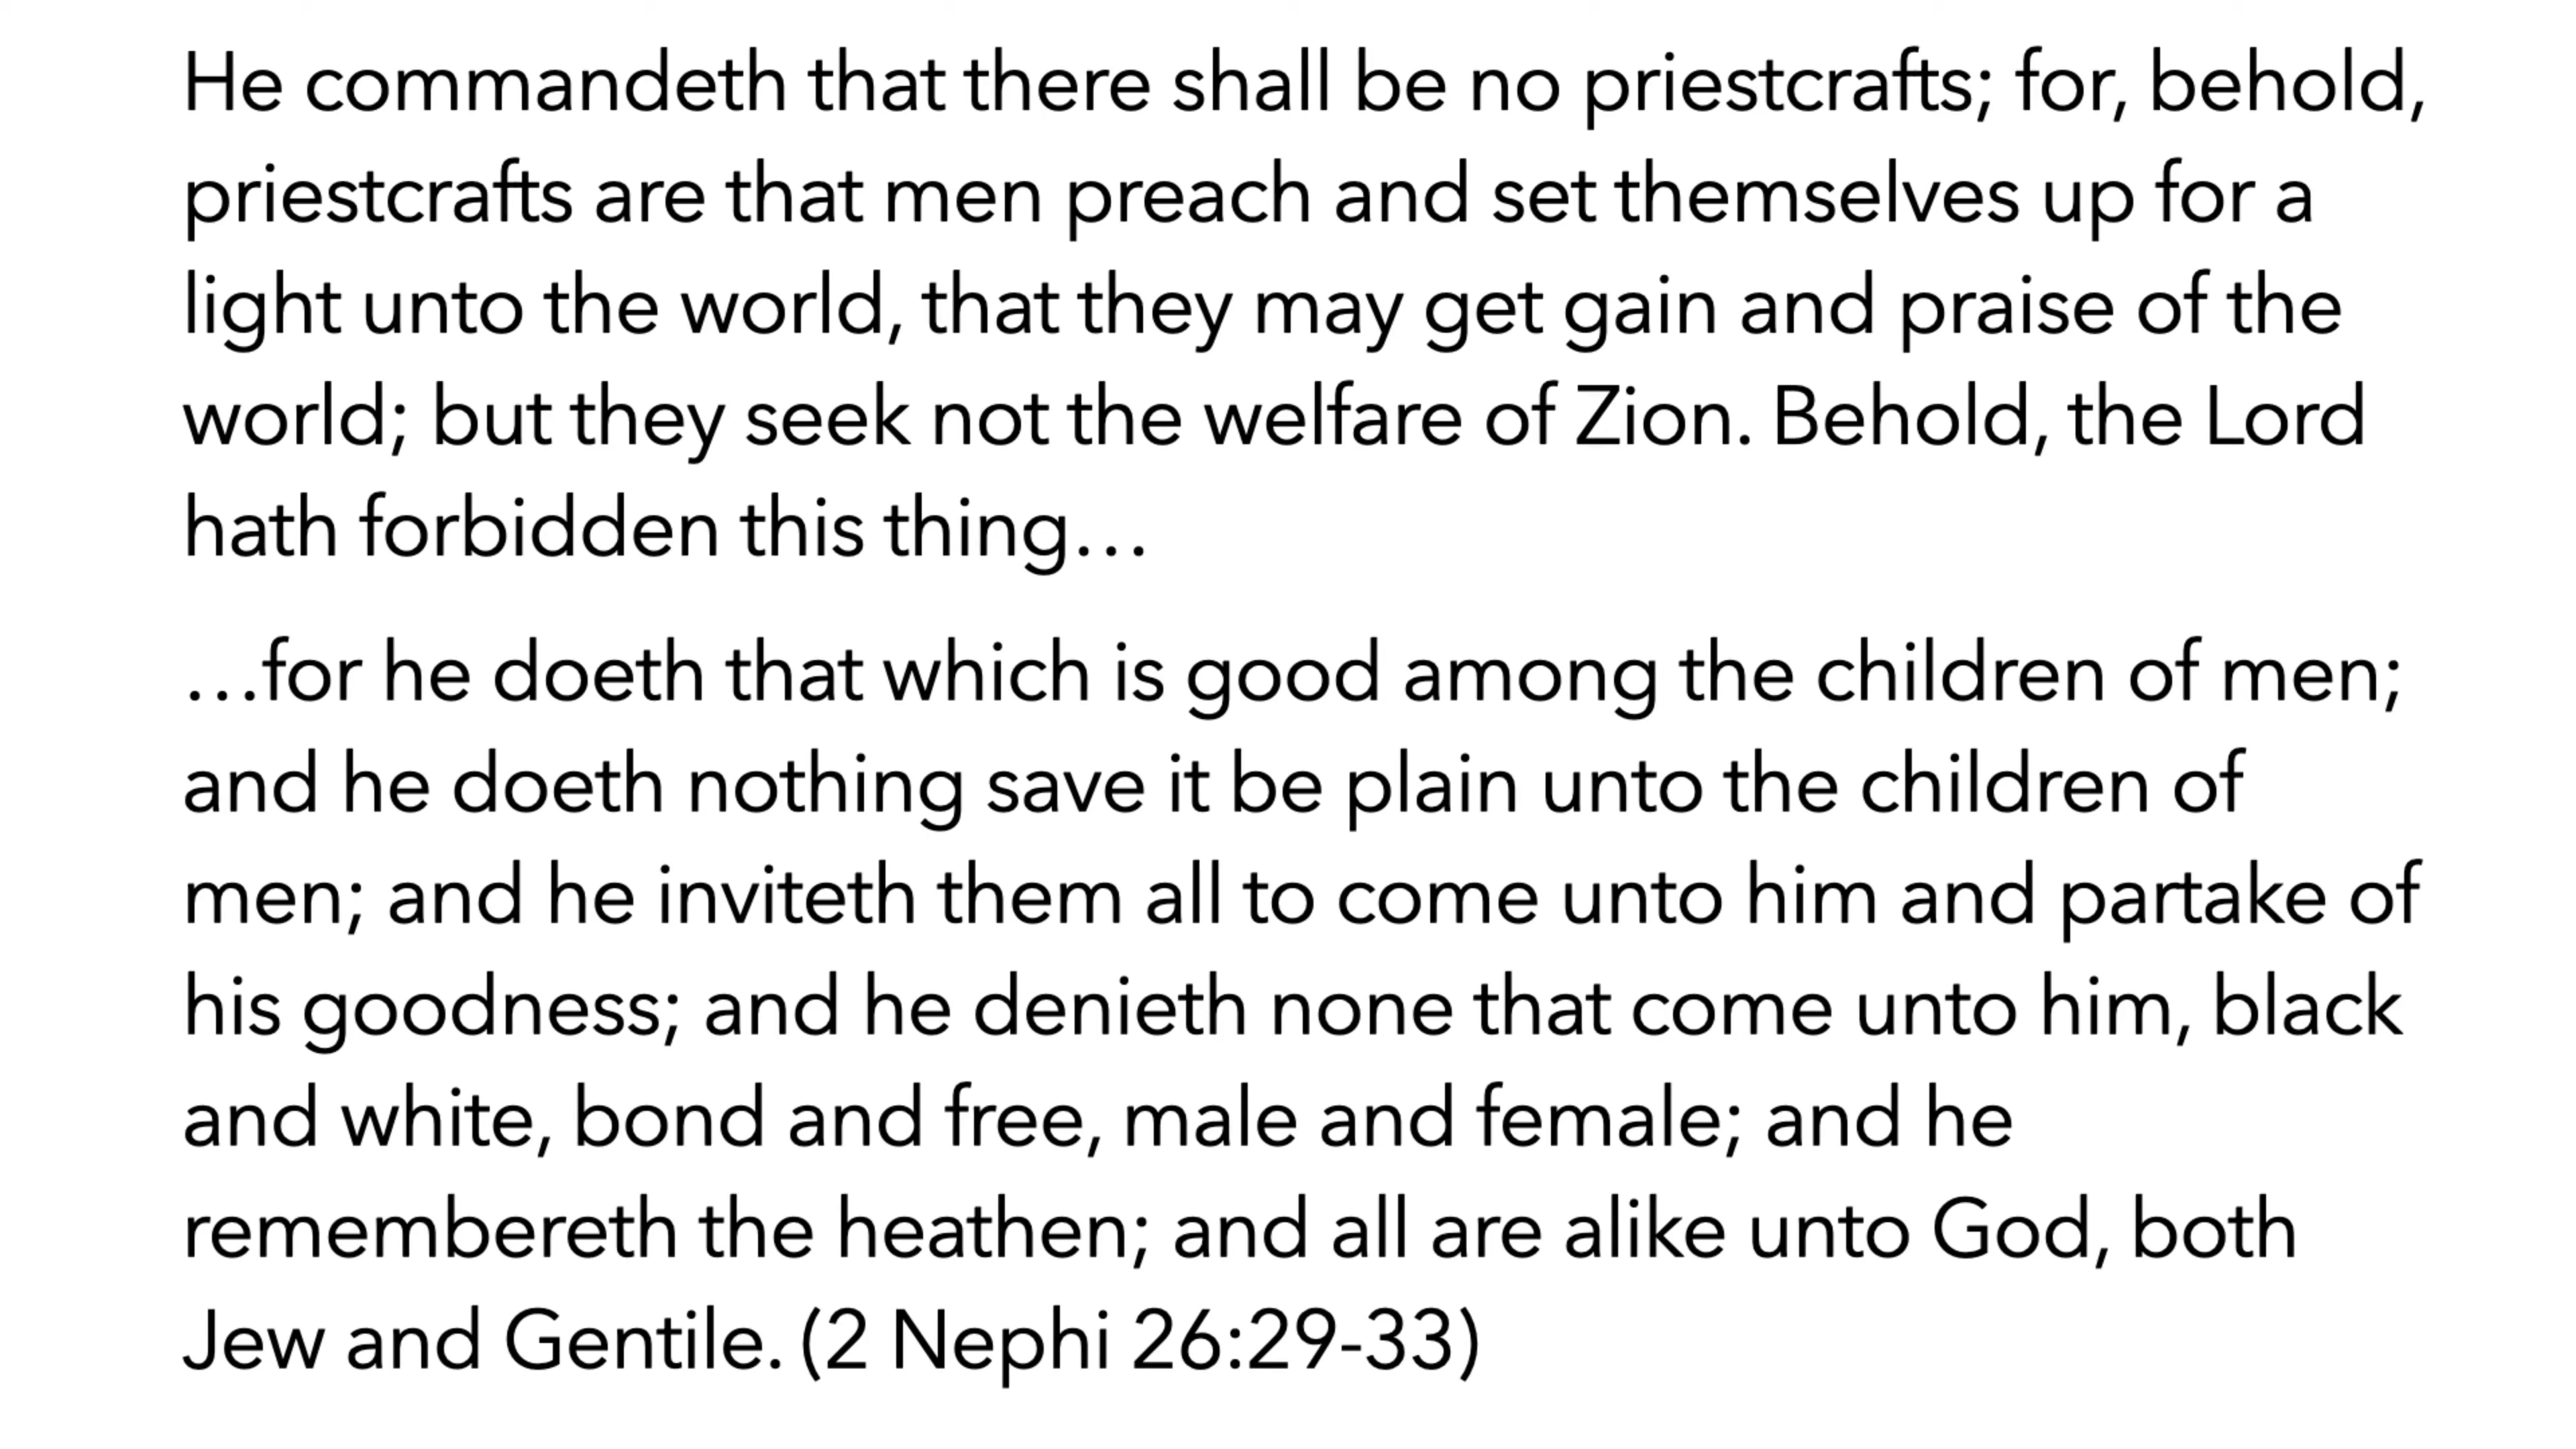 He commandeth that there shall be no priestcrafts; for, behold,
priestcrafts are that men preach and set themselves up for a
light unto the world, that they may get gain and praise of the
world; but they seek not the welfare of Zion. Behold, the Lord
hath forbidden this thing…
…for he doeth that which is good among the children of men;
and he doeth nothing save it be plain unto the children of
men; and he inviteth them all to come unto him and partake of
his goodness; and he denieth none that come unto him, black
and white, bond and free, male and female; and he
remembereth the heathen; and all are alike unto God, both
Jew and Gentile. (2 Nephi 26:29-33)